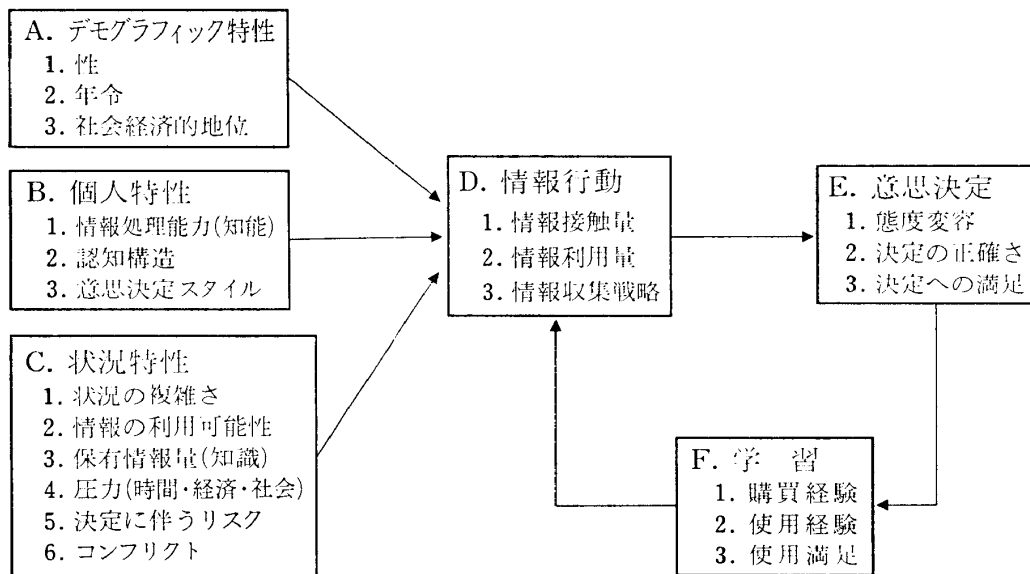 A. デモグラフィック特性
1. 性
2. 年令
3. 社会経済的地位
B. 個人特性
1. 情報処理能力(知能)
2. 認知構造
3. 意思決定スタイル
C. 状況特性
1. 状況の複雑さ
2. 情報の利用可能性
3. 保有情報量(知識)
4. 圧力(時間・経済・社会)
5. 決定に伴うリスク
6. コンフリクト
D. 情報行動
1. 情報接触量
2. 情報利用量
3. 情報収集戦略
E. 意思決定
1. 態度変容
2. 決定の正確さ
3. 決定への満足
F. 学 習
1. 購買経験
2. 使用経験
3. 使用満足